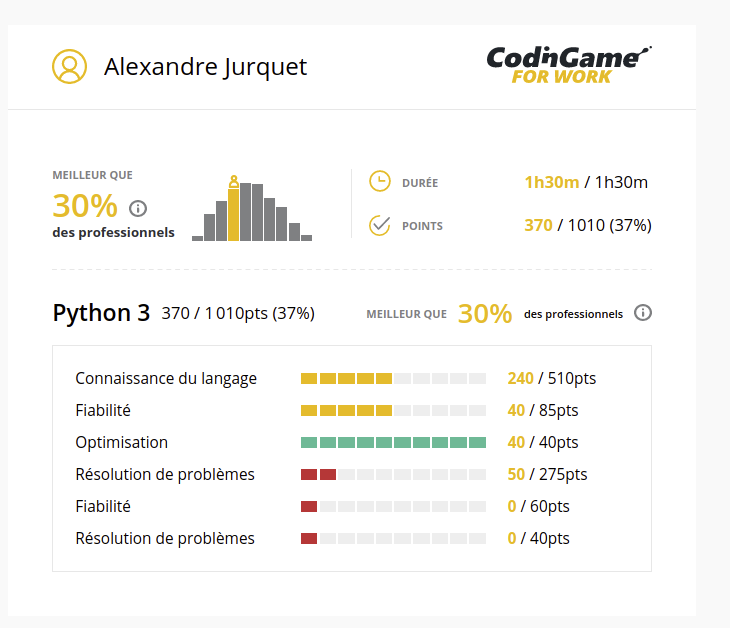 Alexandre Jurquet
CodinGame
FOR WORK
MEILLEUR QUE
30%
des professionnels
DURÉE
1h30m / 1h30m
POINTS
370 / 1010 (37%)
Python 3 370 / 1 010pts (37%)
MEILLEUR QUE 30% des professionnels
Connaissance du langage 240 / 510pts
Fiabilité 40 / 85pts
Optimisation 40 / 40pts
Résolution de problèmes 50 / 275pts
Fiabilité 0 / 60pts
Résolution de problèmes 0 / 40pts